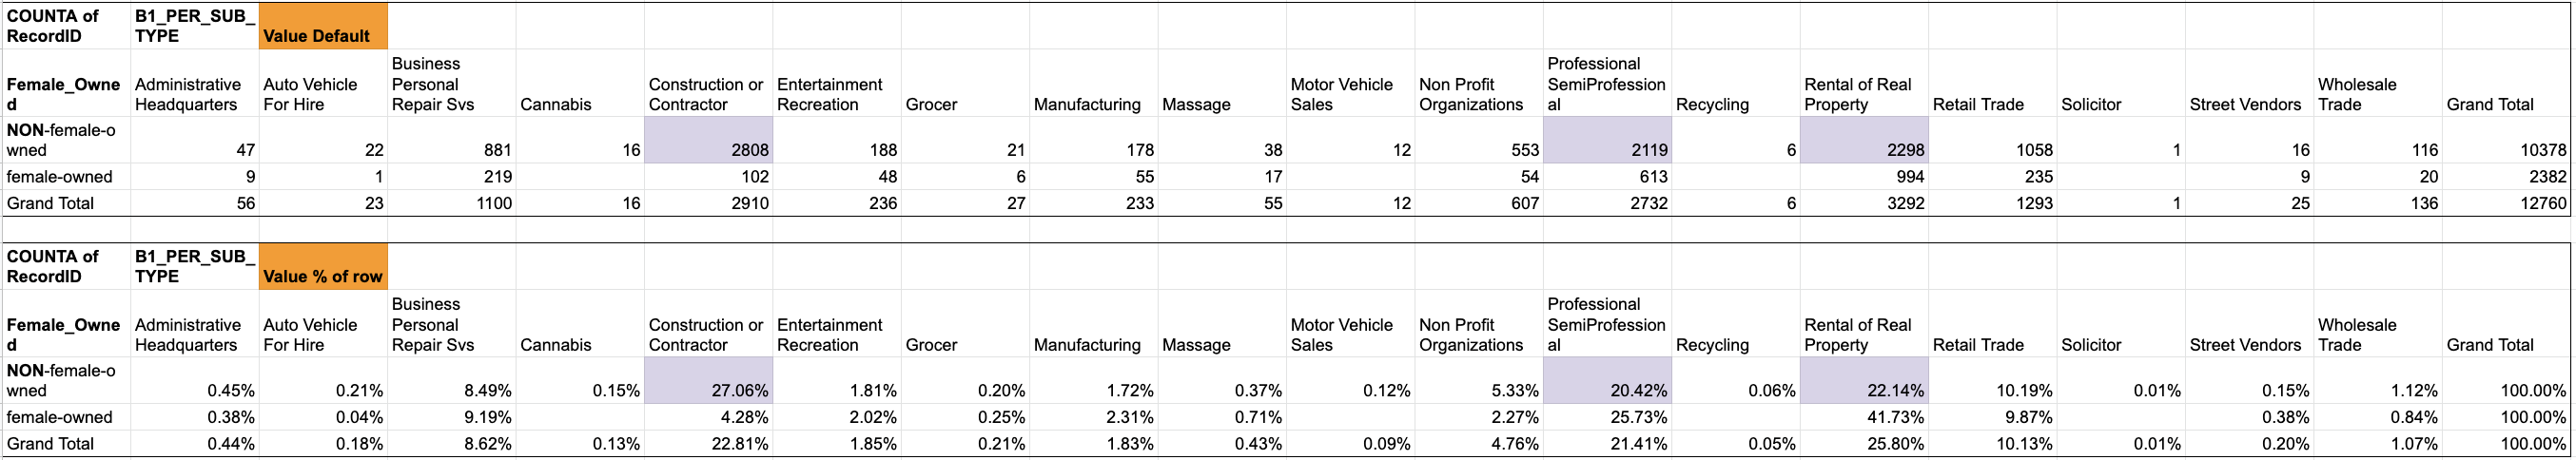 COUNTA of RecordID B1_PER_SUB_TYPE Value Default
Female_Owned Administrative Headquarters Auto Vehicle For Hire Business Personal Repair Svs Cannabis Construction or Contractor Entertainment Recreation Grocer Manufacturing Massage Motor Vehicle Sales Non Profit Organizations Professional SemiProfessional Recycling Rental of Real Property Retail Trade Solicitor Street Vendors Wholesale Trade Grand Total
NON-female-owned 47 22 881 16 2808 188 21 178 38 12 553 2119 6 2298 1058 1 16 116 10378
female-owned 9 1 219 102 48 6 55 17 54 613 994 235 9 20 2382
Grand Total 56 23 1100 16 2910 236 27 233 55 12 607 2732 6 3292 1293 1 25 136 12760
COUNTA of RecordID B1_PER_SUB_TYPE Value % of row
Female_Owned Administrative Headquarters Auto Vehicle For Hire Business Personal Repair Svs Cannabis Construction or Contractor Entertainment Recreation Grocer Manufacturing Massage Motor Vehicle Sales Non Profit Organizations Professional SemiProfessional Recycling Rental of Real Property Retail Trade Solicitor Street Vendors Wholesale Trade Grand Total
NON-female-owned 0.45% 0.21% 8.49% 0.15% 27.06% 1.81% 0.20% 1.72% 0.37% 0.12% 5.33% 20.42% 0.06% 22.14% 10.19% 0.01% 0.15% 1.12% 100.00%
female-owned 0.38% 0.04% 9.19% 4.28% 2.02% 0.25% 2.31% 0.71% 2.27% 25.73% 41.73% 9.87% 0.38% 0.84% 100.00%
Grand Total 0.44% 0.18% 8.62% 0.13% 22.81% 1.85% 0.21% 1.83% 0.43% 0.09% 4.76% 21.41% 0.05% 25.80% 10.13% 0.01% 0.20% 1.07% 100.00%